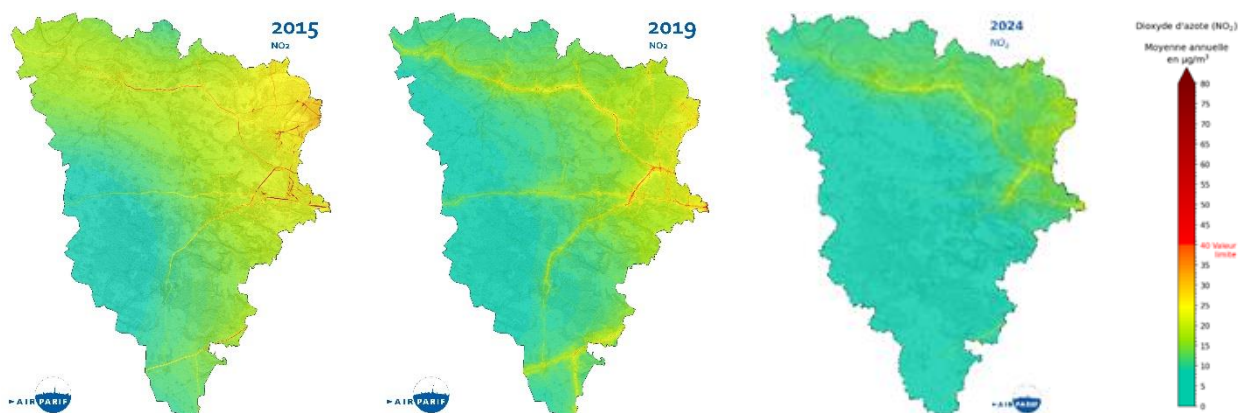 2015
NO₂
AIRPARIF
2019
NO₂
AIRPARIF
2024
NO₂
AIRPARIF
Dioxyde d'azote (NO₂)
Moyenne annuelle
en µg/m³
80
75
70
65
60
55
50
45
40 Valeur
limite
35
30
25
20
15
10
5
0